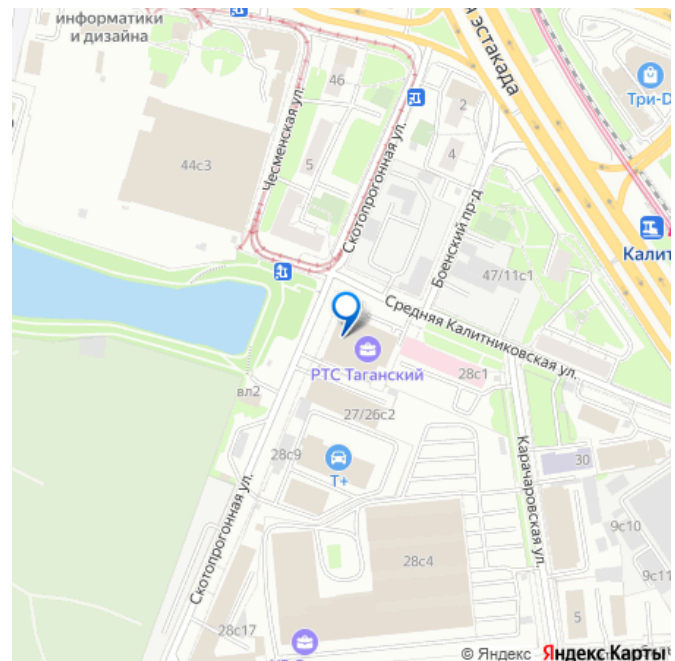 информатики
и дизайна
эстакада
Три-D
46
2
Чесменская ул.
44с3
5
Скотопрогонная ул.
4
Боенский пр-д
Калит
47/11с1
Средняя Калитниковская ул.
РТС Таганский
28с1
вл2
27/26с2
28с9
Т+
Карачаровская ул.
30
Скотопрогонная ул.
9с10
28с4
9с11
5
28с17
© Яндекс Яндекс Карты